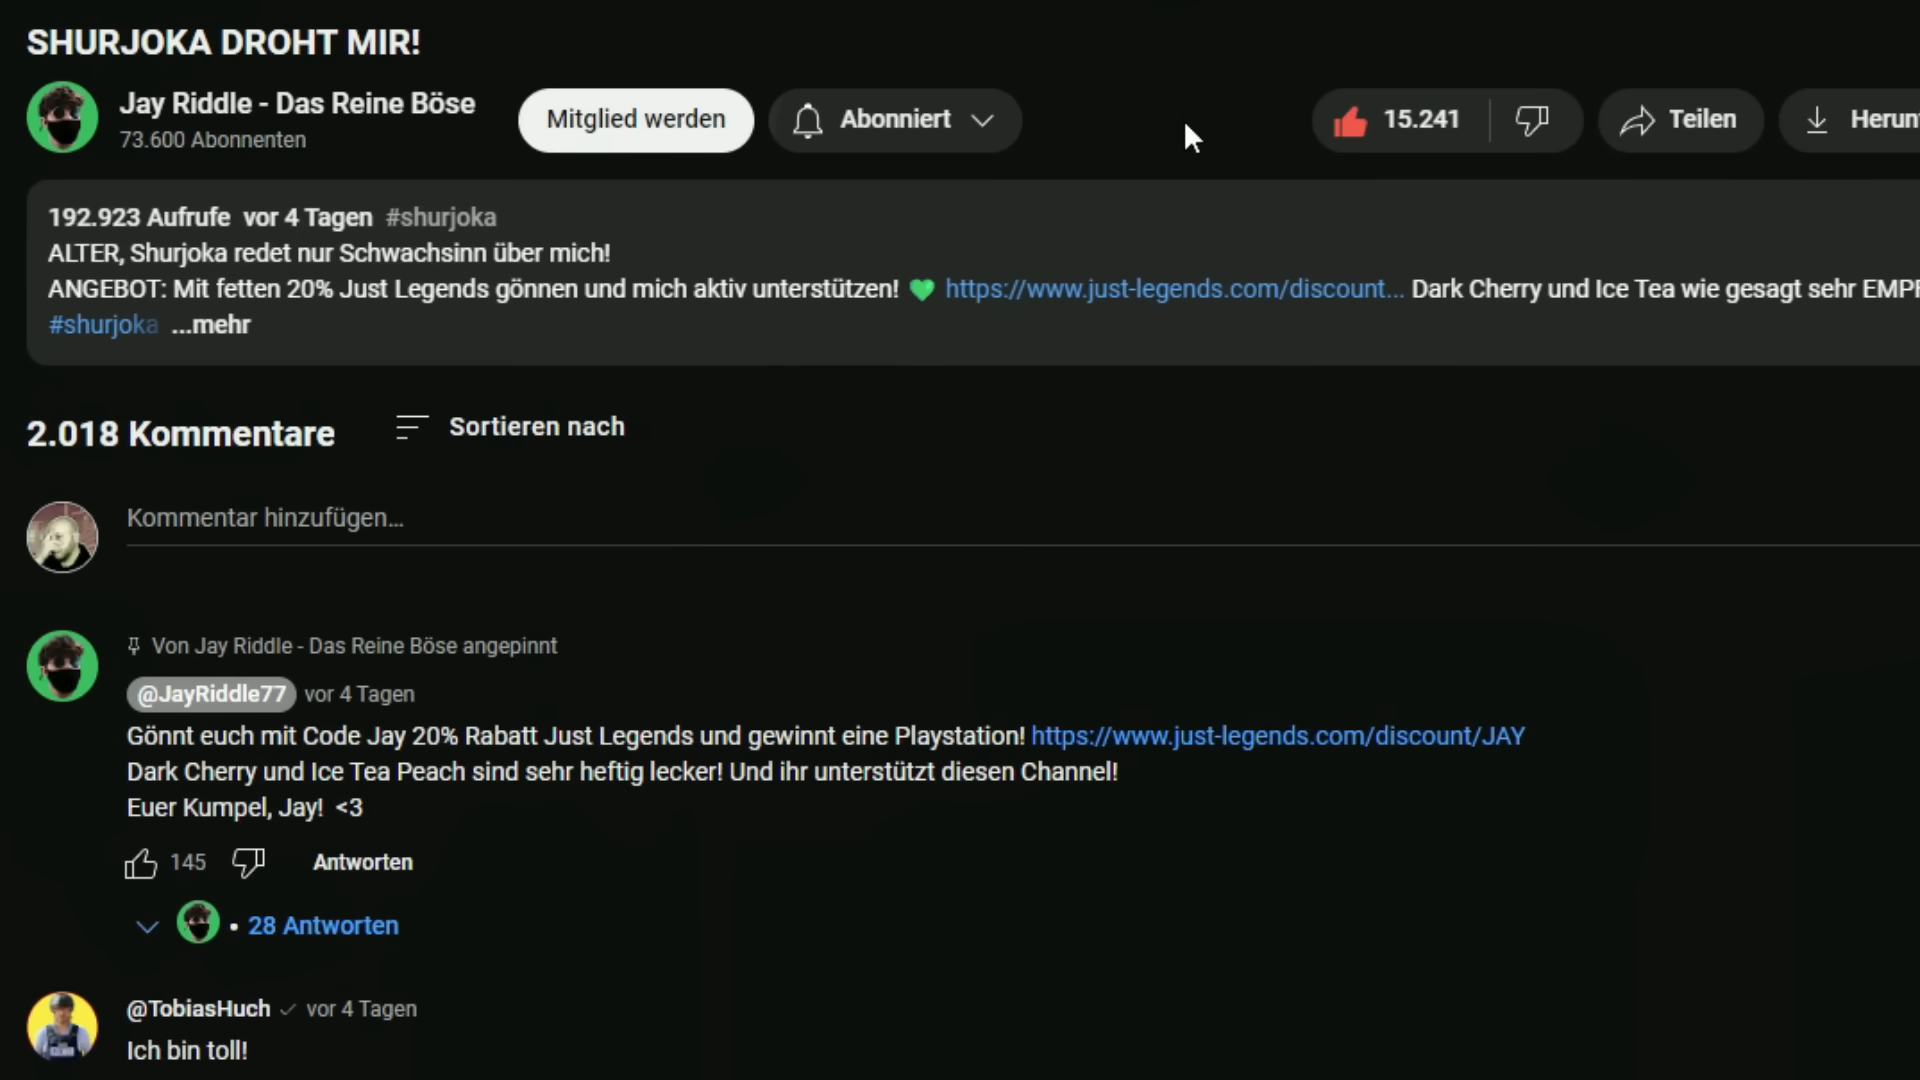 SHURJOKA DROHT MIR!
Jay Riddle - Das Reine Böse
73.600 Abonnenten
Mitglied werden
Abonniert
15.241
Teilen
192.923 Aufrufe vor 4 Tagen #shurjoka
ALTER, Shurjoka redet nur Schwachsinn über mich!
ANGEBOT: Mit fetten 20% Just Legends gönnen und mich aktiv unterstützen! 💚 https://www.just-legends.com/discount... Dark Cherry und Ice Tea wie gesagt sehr
#shurjoka ...mehr
2.018 Kommentare
Sortieren nach
Kommentar hinzufügen...
Von Jay Riddle - Das Reine Böse angepinnt
@JayRiddle77 vor 4 Tagen
Gönnt euch mit Code Jay 20% Rabatt Just Legends und gewinnt eine Playstation! https://www.just-legends.com/discount/JAY
Dark Cherry und Ice Tea Peach sind sehr heftig lecker! Und ihr unterstützt diesen Channel!
Euer Kumpel, Jay! <3
145
Antworten
• 28 Antworten
@TobiasHuch ✓ vor 4 Tagen
Ich bin toll!